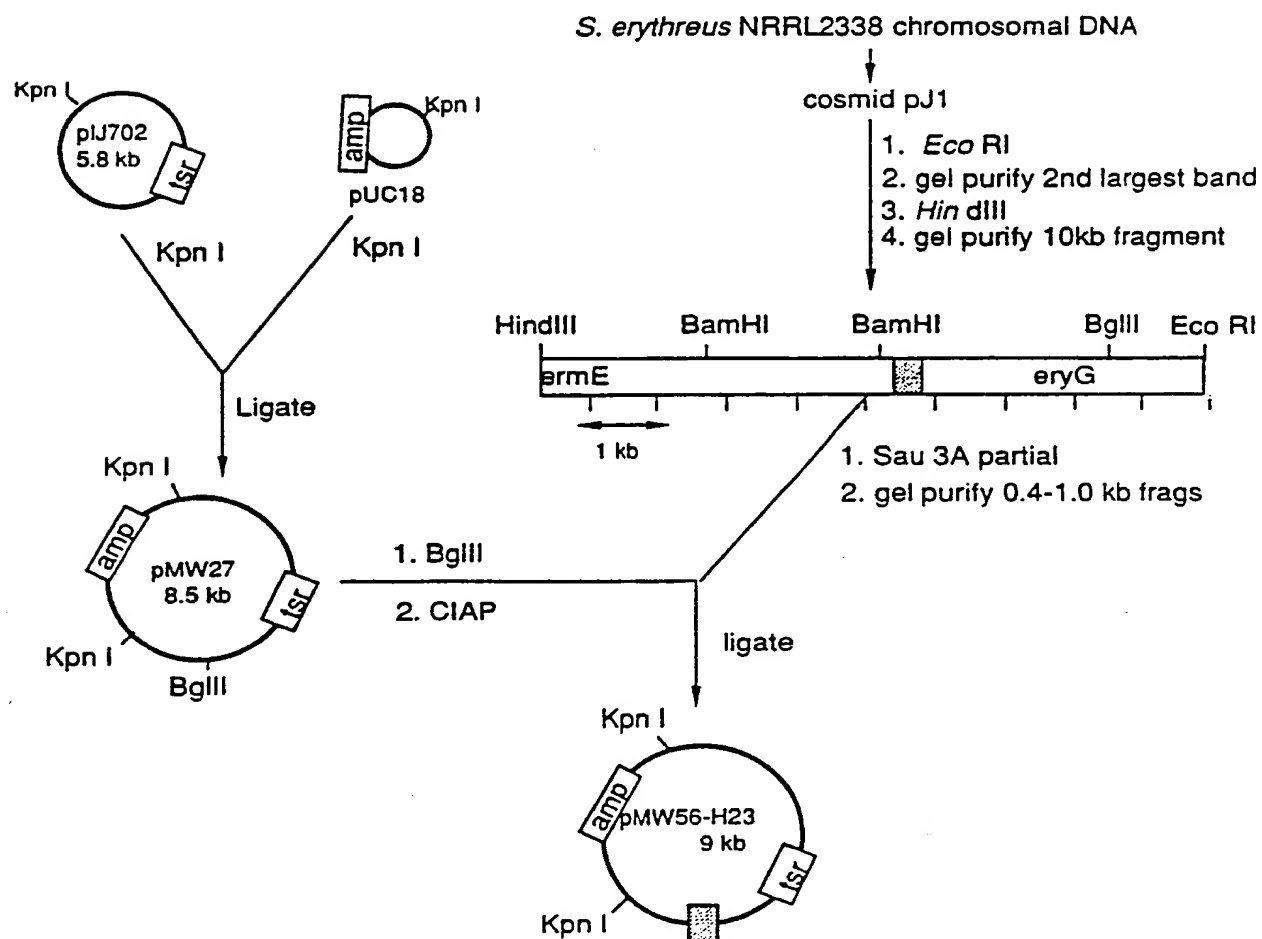 S. erythreus NRRL2338 chromosomal DNA
cosmid pJ1
1. Eco RI
2. gel purify 2nd largest band
3. Hin dIII
4. gel purify 10kb fragment
Kpn I
pIJ702
5.8 kb
tsr
amp
Kpn I
pUC18
Kpn I
Kpn I
Ligate
HindIII
BamHI
BamHI
BglII
Eco RI
ermE
eryG
1 kb
1. Sau 3A partial
2. gel purify 0.4-1.0 kb frags
Kpn I
amp
pMW27
8.5 kb
tsr
Kpn I
BglII
1. BglII
2. CIAP
ligate
Kpn I
amp
pMW56-H23
9 kb
tsr
Kpn I